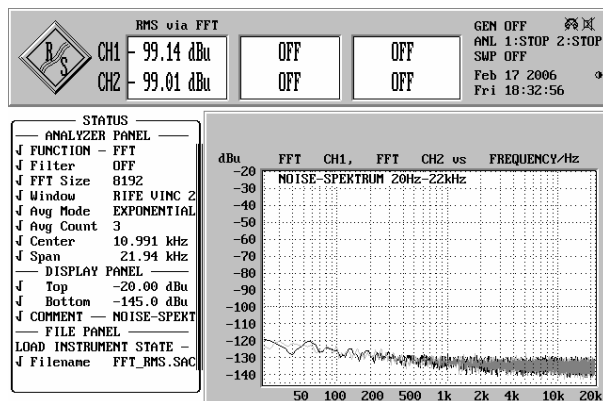 RMS via FFT
CH1 - 99.14 dBu OFF OFF
CH2 - 99.01 dBu OFF OFF
GEN OFF
ANL 1:STOP 2:STOP
SWP OFF
Feb 17 2006
Fri 18:32:56
R S
STATUS
ANALYZER PANEL
FUNCTION - FFT
Filter OFF
FFT Size 8192
Window RIFE VINC 2
Avg Mode EXPONENTIAL
Avg Count 3
Center 10.991 kHz
Span 21.94 kHz
DISPLAY PANEL
Top -20.00 dBu
Bottom -145.0 dBu
COMMENT — NOISE-SPEKT
FILE PANEL
LOAD INSTRUMENT STATE -
Filename FFT_RMS.SAC
dBu FFT CH1, FFT CH2 vs FREQUENCY/Hz
NOISE-SPEKTRUM 20Hz-22kHz
-20
-30
-40
-50
-60
-70
-80
-90
-100
-110
-120
-130
-140
50 100 200 500 1k 2k 4k 10k 20k